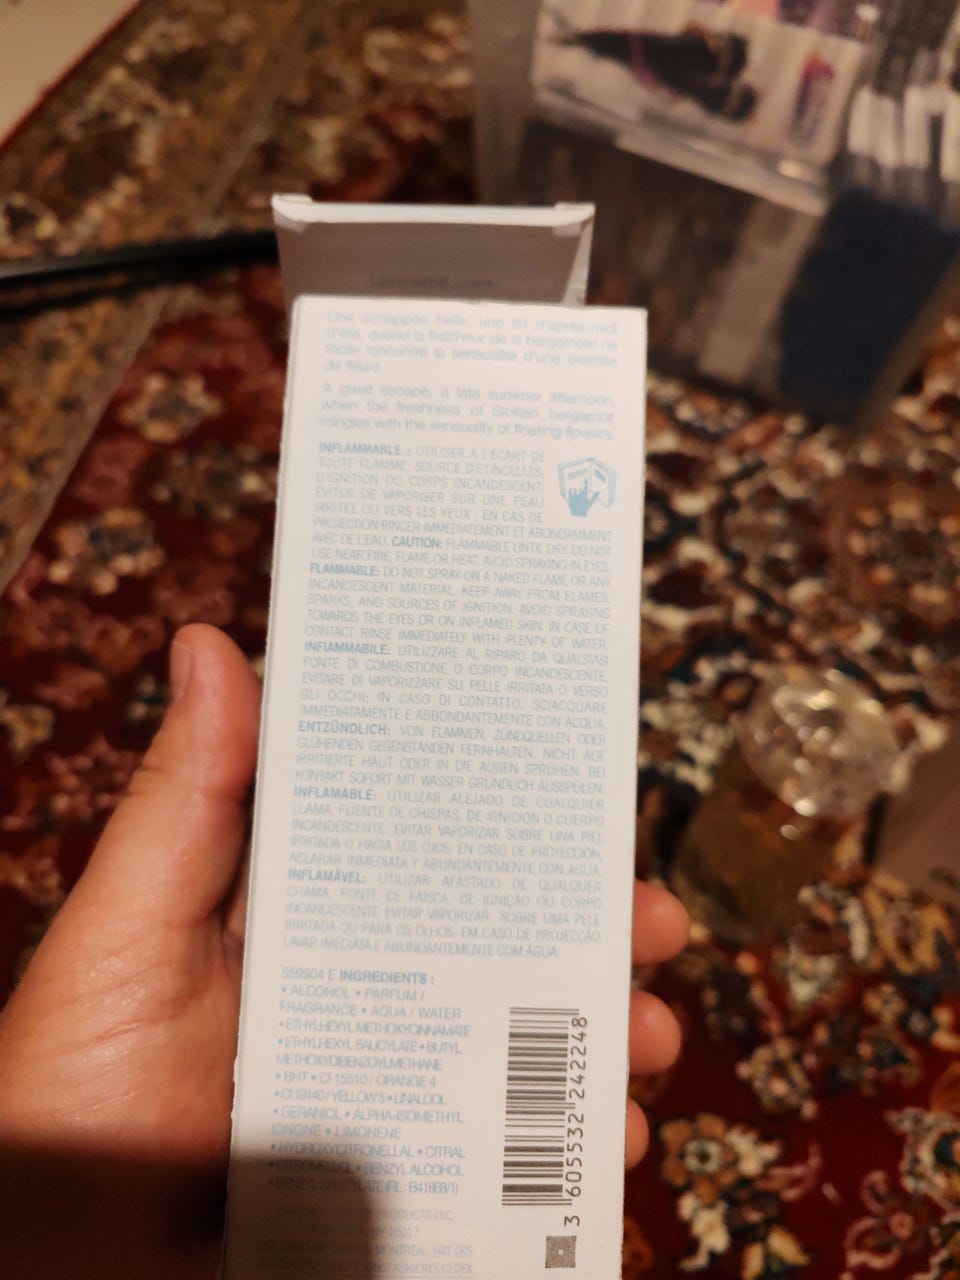 Lancome.com
Une échappée belle, une fin d'après midi
d'été, quand la fraîcheur de la bergamote de
Sicile rencontre la sensualité d'une envolée
de fleurs.
A great escape, a late summer afternoon,
when the freshness of Sicilian bergamot
mingles with the sensuality of floating flowers.
INFLAMMABLE : UTILISER A L'ECART DE
TOUTE FLAMME, SOURCE D'ETINCELLES,
D'IGNITION OU CORPS INCANDESCENT.
EVITER DE VAPORISER SUR UNE PEAU
IRRITEE OU VERS LES YEUX ; EN CAS DE
PROJECTION RINCER IMMEDIATEMENT ET ABONDAMMENT
AVEC DE L'EAU. CAUTION: FLAMMABLE UNTIL DRY. DO NOT
USE NEAR FIRE, FLAME OR HEAT. AVOID SPRAYING IN EYES.
FLAMMABLE: DO NOT SPRAY ON A NAKED FLAME OR ANY
INCANDESCENT MATERIAL. KEEP AWAY FROM FLAMES,
SPARKS, AND SOURCES OF IGNITION. AVOID SPRAYING
TOWARDS THE EYES OR ON INFLAMED SKIN. IN CASE OF
CONTACT RINSE IMMEDIATELY WITH PLENTY OF WATER.
INFIAMMABILE: UTILIZZARE AL RIPARO DA QUALSIASI
FONTE DI COMBUSTIONE O CORPO INCANDESCENTE.
EVITARE DI VAPORIZZARE SU PELLE IRRITATA O VERSO
GLI OCCHI; IN CASO DI CONTATTO, SCIACQUARE
IMMEDIATAMENTE E ABBONDANTEMENTE CON ACQUA.
ENTZÜNDLICH: VON FLAMMEN, ZÜNDQUELLEN ODER
GLÜHENDEN GEGENSTÄNDEN FERNHALTEN. NICHT AUF
IRRITIERTE HAUT ODER IN DIE AUGEN SPRÜHEN. BEI
KONTAKT SOFORT MIT WASSER GRÜNDLICH AUSSPÜLEN.
INFLAMABLE: UTILIZAR ALEJADO DE CUALQUIER
LLAMA, FUENTE DE CHISPAS, DE IGNICIÓN O CUERPO
INCANDESCENTE. EVITAR VAPORIZAR SOBRE UNA PIEL
IRRITADA O HACIA LOS OJOS; EN CASO DE PROYECCIÓN,
ACLARAR INMEDIATA Y ABUNDANTEMENTE CON AGUA.
INFLAMÁVEL: UTILIZAR AFASTADO DE QUALQUER
CHAMA, FONTE DE FAÍSCA, DE IGNIÇÃO OU CORPO
INCANDESCENTE EVITAR VAPORIZAR SOBRE UMA PELE
IRRITADA OU PARA OS OLHOS; EM CASO DE PROJECÇÃO
LAVAR IMEDIATA E ABUNDANTEMENTE COM ÁGUA
559904 E INGREDIENTS :
• ALCOHOL • PARFUM /
FRAGRANCE • AQUA / WATER
• ETHYLHEXYL METHOXYCINNAMATE
• ETHYLHEXYL SALICYLATE • BUTYL
METHOXYDIBENZOYLMETHANE
• BHT • CI 15510 / ORANGE 4
• CI 19140 / YELLOW 5 • LINALOOL
• GERANIOL • ALPHA-ISOMETHYL
IONONE • LIMONENE
• HYDROXYCITRONELLAL • CITRAL
• CITRONELLOL • BENZYL ALCOHOL
• BENZYL SALICYLATE (F.I.L : B41868/1)
LUXURY PRODUCTS LLC,
NY 10017
MONTREAL, H4T 1K5
ASNIERES CEDEX
3 605532 242248